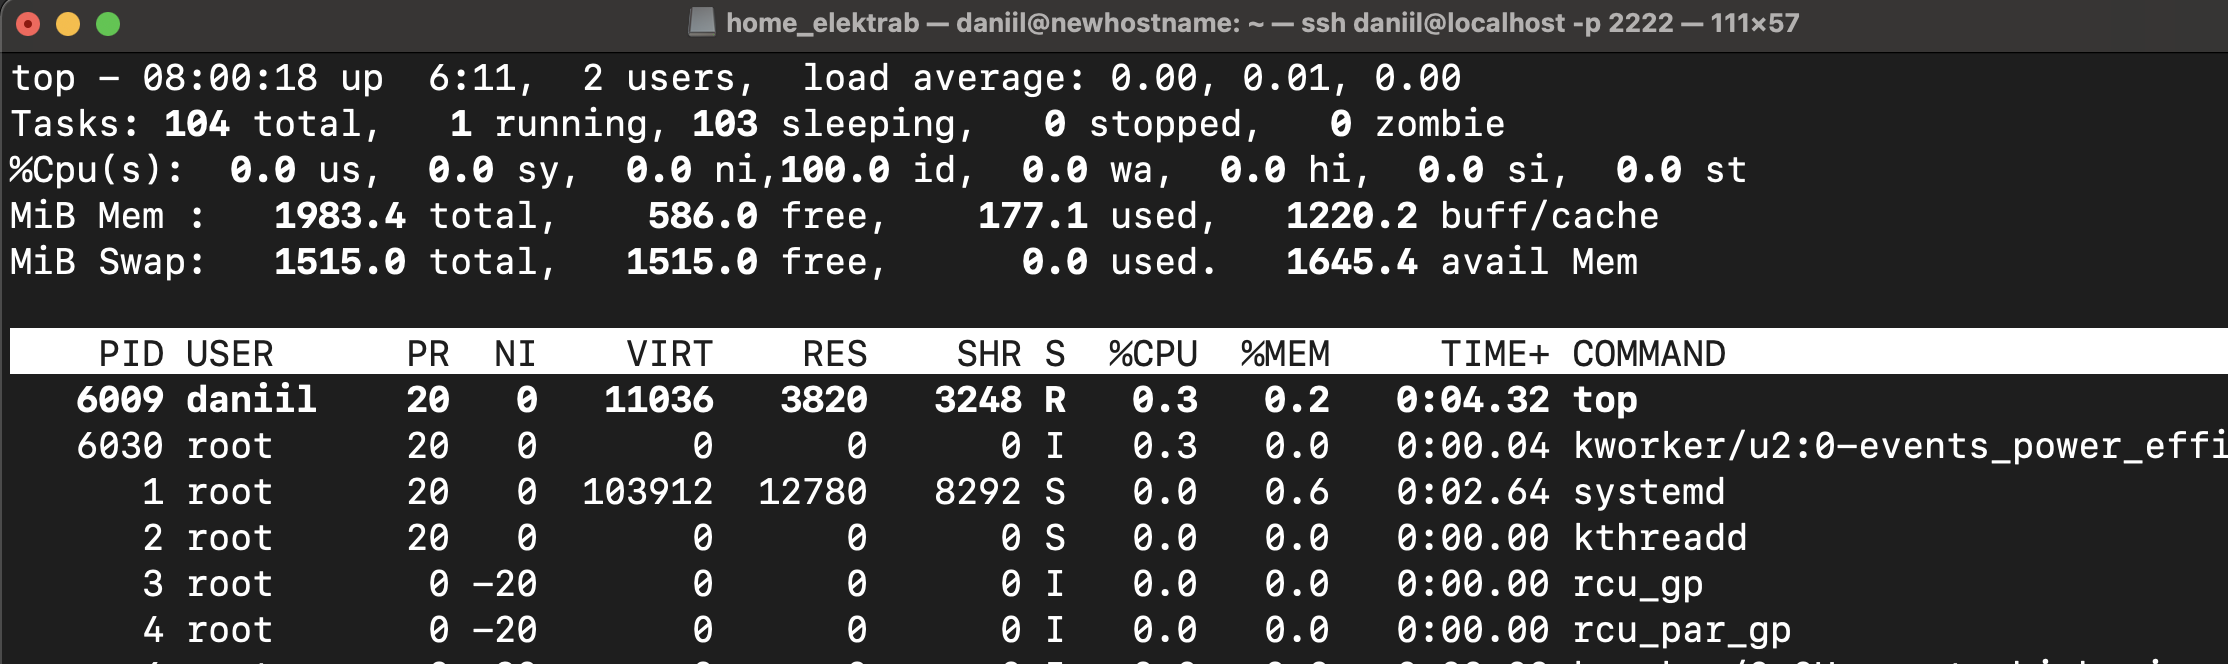 home_elektrab — daniil@newhostname: ~ — ssh daniil@localhost -p 2222 — 111×57
top - 08:00:18 up  6:11,  2 users,  load average: 0.00, 0.01, 0.00
Tasks: 104 total,   1 running, 103 sleeping,   0 stopped,   0 zombie
%Cpu(s):  0.0 us,  0.0 sy,  0.0 ni,100.0 id,  0.0 wa,  0.0 hi,  0.0 si,  0.0 st
MiB Mem :   1983.4 total,    586.0 free,    177.1 used,   1220.2 buff/cache
MiB Swap:   1515.0 total,   1515.0 free,      0.0 used.   1645.4 avail Mem
    PID USER      PR  NI    VIRT    RES    SHR S  %CPU  %MEM     TIME+ COMMAND
   6009 daniil    20   0   11036   3820   3248 R   0.3   0.2   0:04.32 top
   6030 root      20   0       0      0      0 I   0.3   0.0   0:00.04 kworker/u2:0-events_power_effi
      1 root      20   0  103912  12780   8292 S   0.0   0.6   0:02.64 systemd
      2 root      20   0       0      0      0 S   0.0   0.0   0:00.00 kthreadd
      3 root       0 -20       0      0      0 I   0.0   0.0   0:00.00 rcu_gp
      4 root       0 -20       0      0      0 I   0.0   0.0   0:00.00 rcu_par_gp